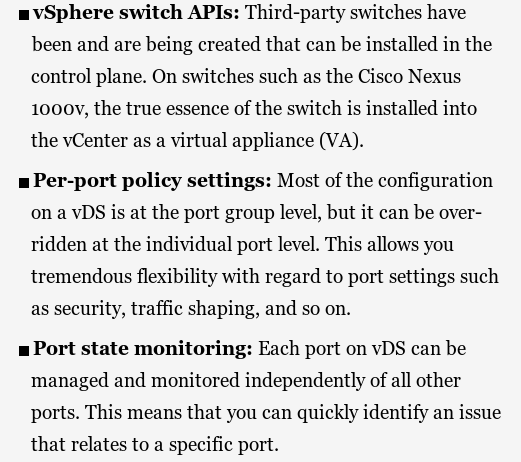 ■ vSphere switch APIs: Third-party switches have
been and are being created that can be installed in the
control plane. On switches such as the Cisco Nexus
1000v, the true essence of the switch is installed into
the vCenter as a virtual appliance (VA).
■ Per-port policy settings: Most of the configuration
on a vDS is at the port group level, but it can be over-
ridden at the individual port level. This allows you
tremendous flexibility with regard to port settings such
as security, traffic shaping, and so on.
■ Port state monitoring: Each port on vDS can be
managed and monitored independently of all other
ports. This means that you can quickly identify an issue
that relates to a specific port.